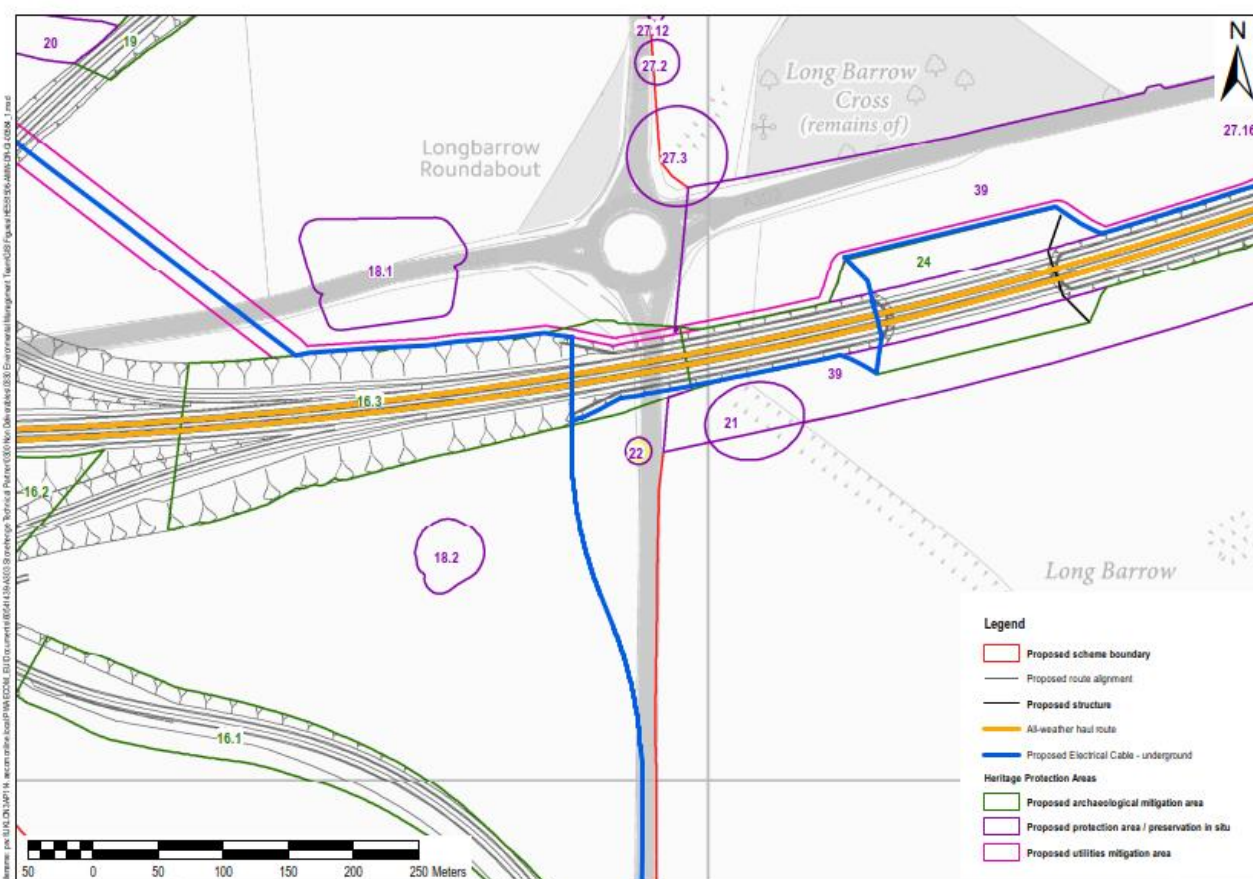 N
20
19
27.12
27.2
Long Barrow
Cross
(remains of)
27.16
Longbarrow
Roundabout
27.3
39
18.1
24
16.3
39
21
22
16.2
18.2
Long Barrow
16.1
Legend
Proposed scheme boundary
Proposed route alignment
Proposed structure
All-weather haul route
Proposed Electrical Cable - underground
Heritage Protection Areas
Proposed archaeological mitigation area
Proposed protection area / preservation in situ
Proposed utilities mitigation area
50 0 50 100 150 200 250 Meters